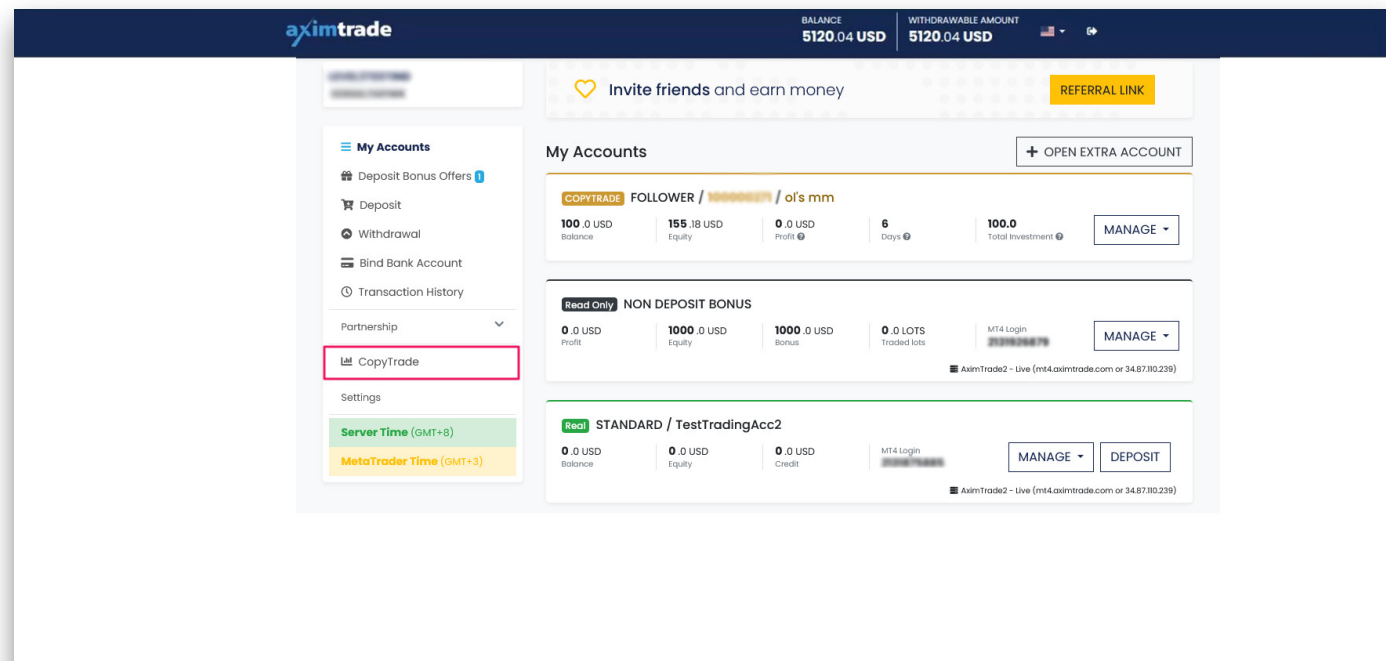 aximtrade
BALANCE
5120.04 USD
WITHDRAWABLE AMOUNT
5120.04 USD
Invite friends and earn money
REFERRAL LINK
My Accounts
Deposit Bonus Offers 1
Deposit
Withdrawal
Bind Bank Account
Transaction History
Partnership
CopyTrade
Settings
Server Time (GMT+8)
MetaTrader Time (GMT+3)
My Accounts
+ OPEN EXTRA ACCOUNT
COPYTRADE FOLLOWER / / ol's mm
100 .0 USD 155 .18 USD 0 .0 USD 6 100.0
Balance Equity Profit Days Total Investment
MANAGE
Read Only NON DEPOSIT BONUS
0 .0 USD 1000 .0 USD 1000 .0 USD 0 .0 LOTS MT4 Login
Profit Equity Bonus Traded lots
MANAGE
AximTrade2 - Live (mt4.aximtrade.com or 34.87.110.239)
Real STANDARD / TestTradingAcc2
0 .0 USD 0 .0 USD 0 .0 USD MT4 Login
Balance Equity Credit
MANAGE DEPOSIT
AximTrade2 - Live (mt4.aximtrade.com or 34.87.110.239)